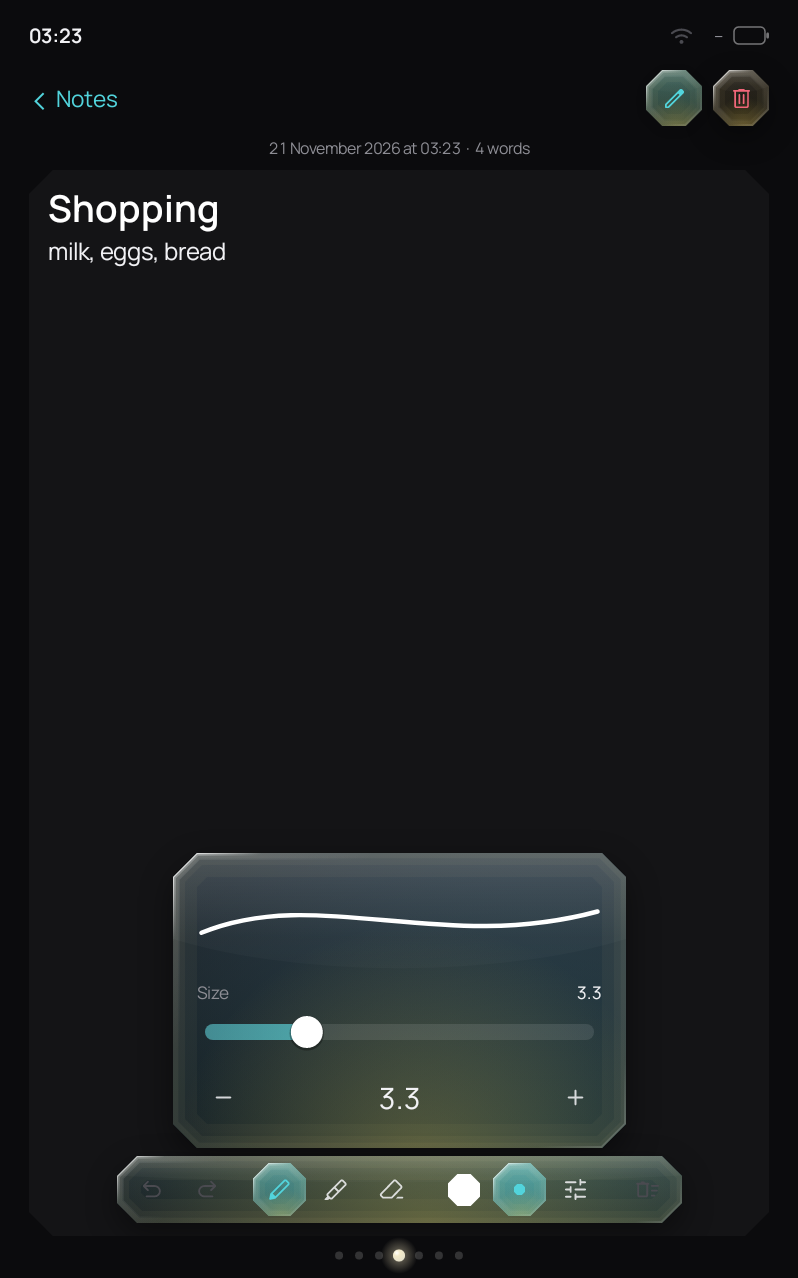 03:23
Notes
21 November 2026 at 03:23 · 4 words
Shopping
milk, eggs, bread
Size 3.3
− 3.3 +